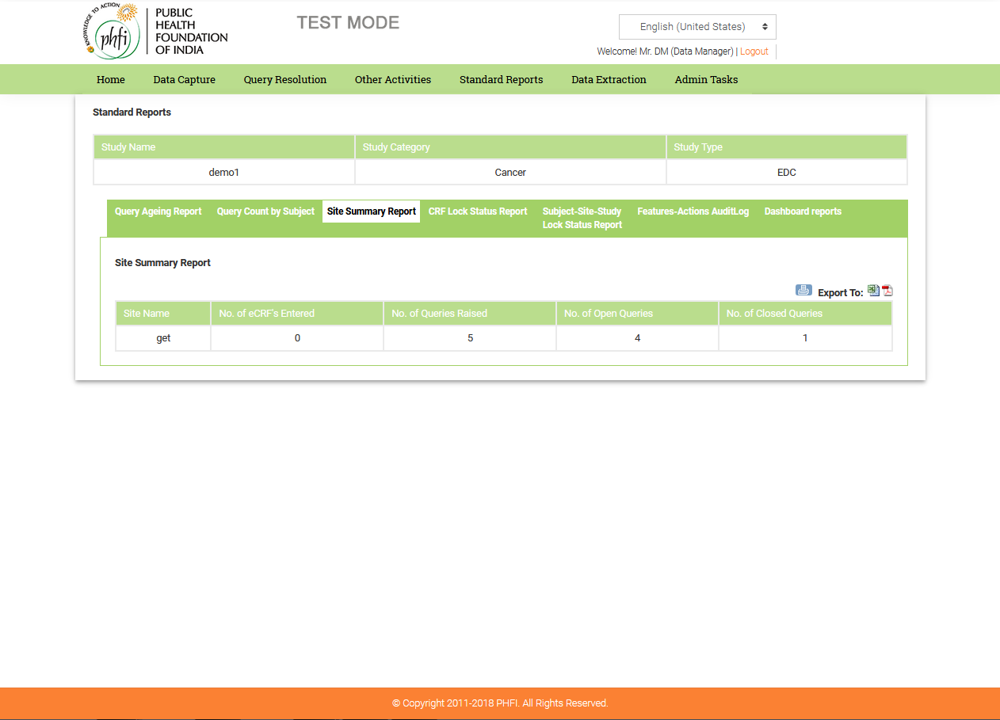 KNOWLEDGE TO ACTION
phfi
PUBLIC
HEALTH
FOUNDATION
OF INDIA
TEST MODE
English (United States)
Welcome! Mr. DM (Data Manager) | Logout
Home Data Capture Query Resolution Other Activities Standard Reports Data Extraction Admin Tasks
Standard Reports
Study Name Study Category Study Type
demo1 Cancer EDC
Query Ageing Report Query Count by Subject Site Summary Report CRF Lock Status Report Subject-Site-Study Features-Actions AuditLog Dashboard reports
Lock Status Report
Site Summary Report
Export To:
Site Name No. of eCRF's Entered No. of Queries Raised No. of Open Queries No. of Closed Queries
get 0 5 4 1
© Copyright 2011-2018 PHFI. All Rights Reserved.